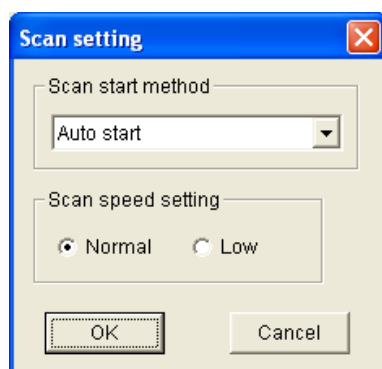 Scan setting
Scan start method
Auto start
Scan speed setting
Normal Low
OK Cancel